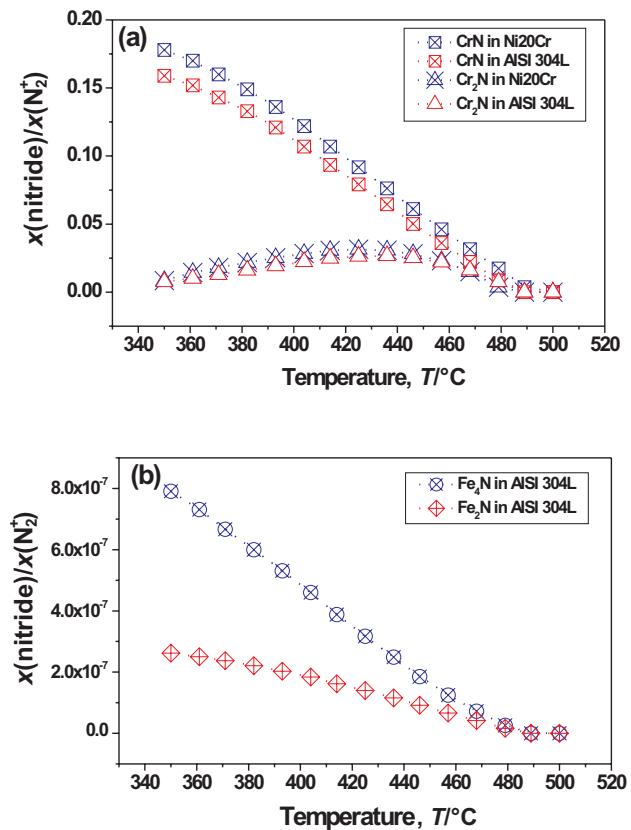 (a)
CrN in Ni20Cr
CrN in AISI 304L
Cr₂N in Ni20Cr
Cr₂N in AISI 304L
x(nitride)/x(N₂⁺)
0.20
0.15
0.10
0.05
0.00
340 360 380 400 420 440 460 480 500 520
Temperature, T/°C
(b)
Fe₄N in AISI 304L
Fe₂N in AISI 304L
x(nitride)/x(N₂⁺)
8.0x10⁻⁷
6.0x10⁻⁷
4.0x10⁻⁷
2.0x10⁻⁷
0.0
340 360 380 400 420 440 460 480 500 520
Temperature, T/°C